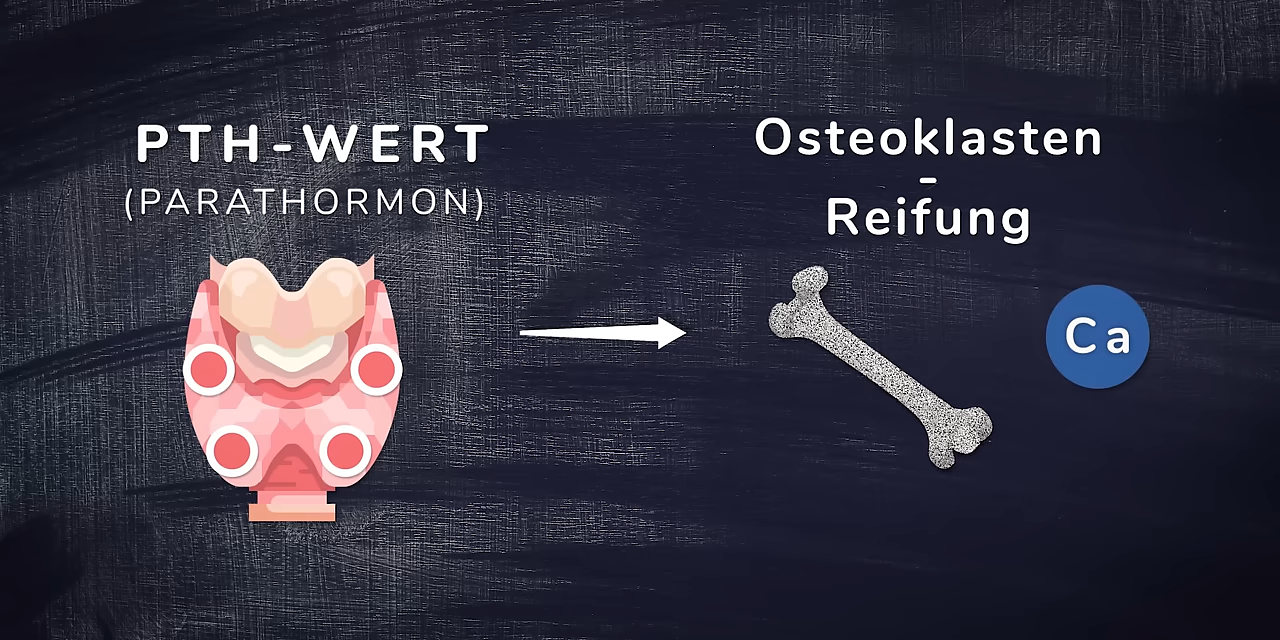 PTH-WERT
(PARATHORMON)
Osteoklasten
-
Reifung
Ca